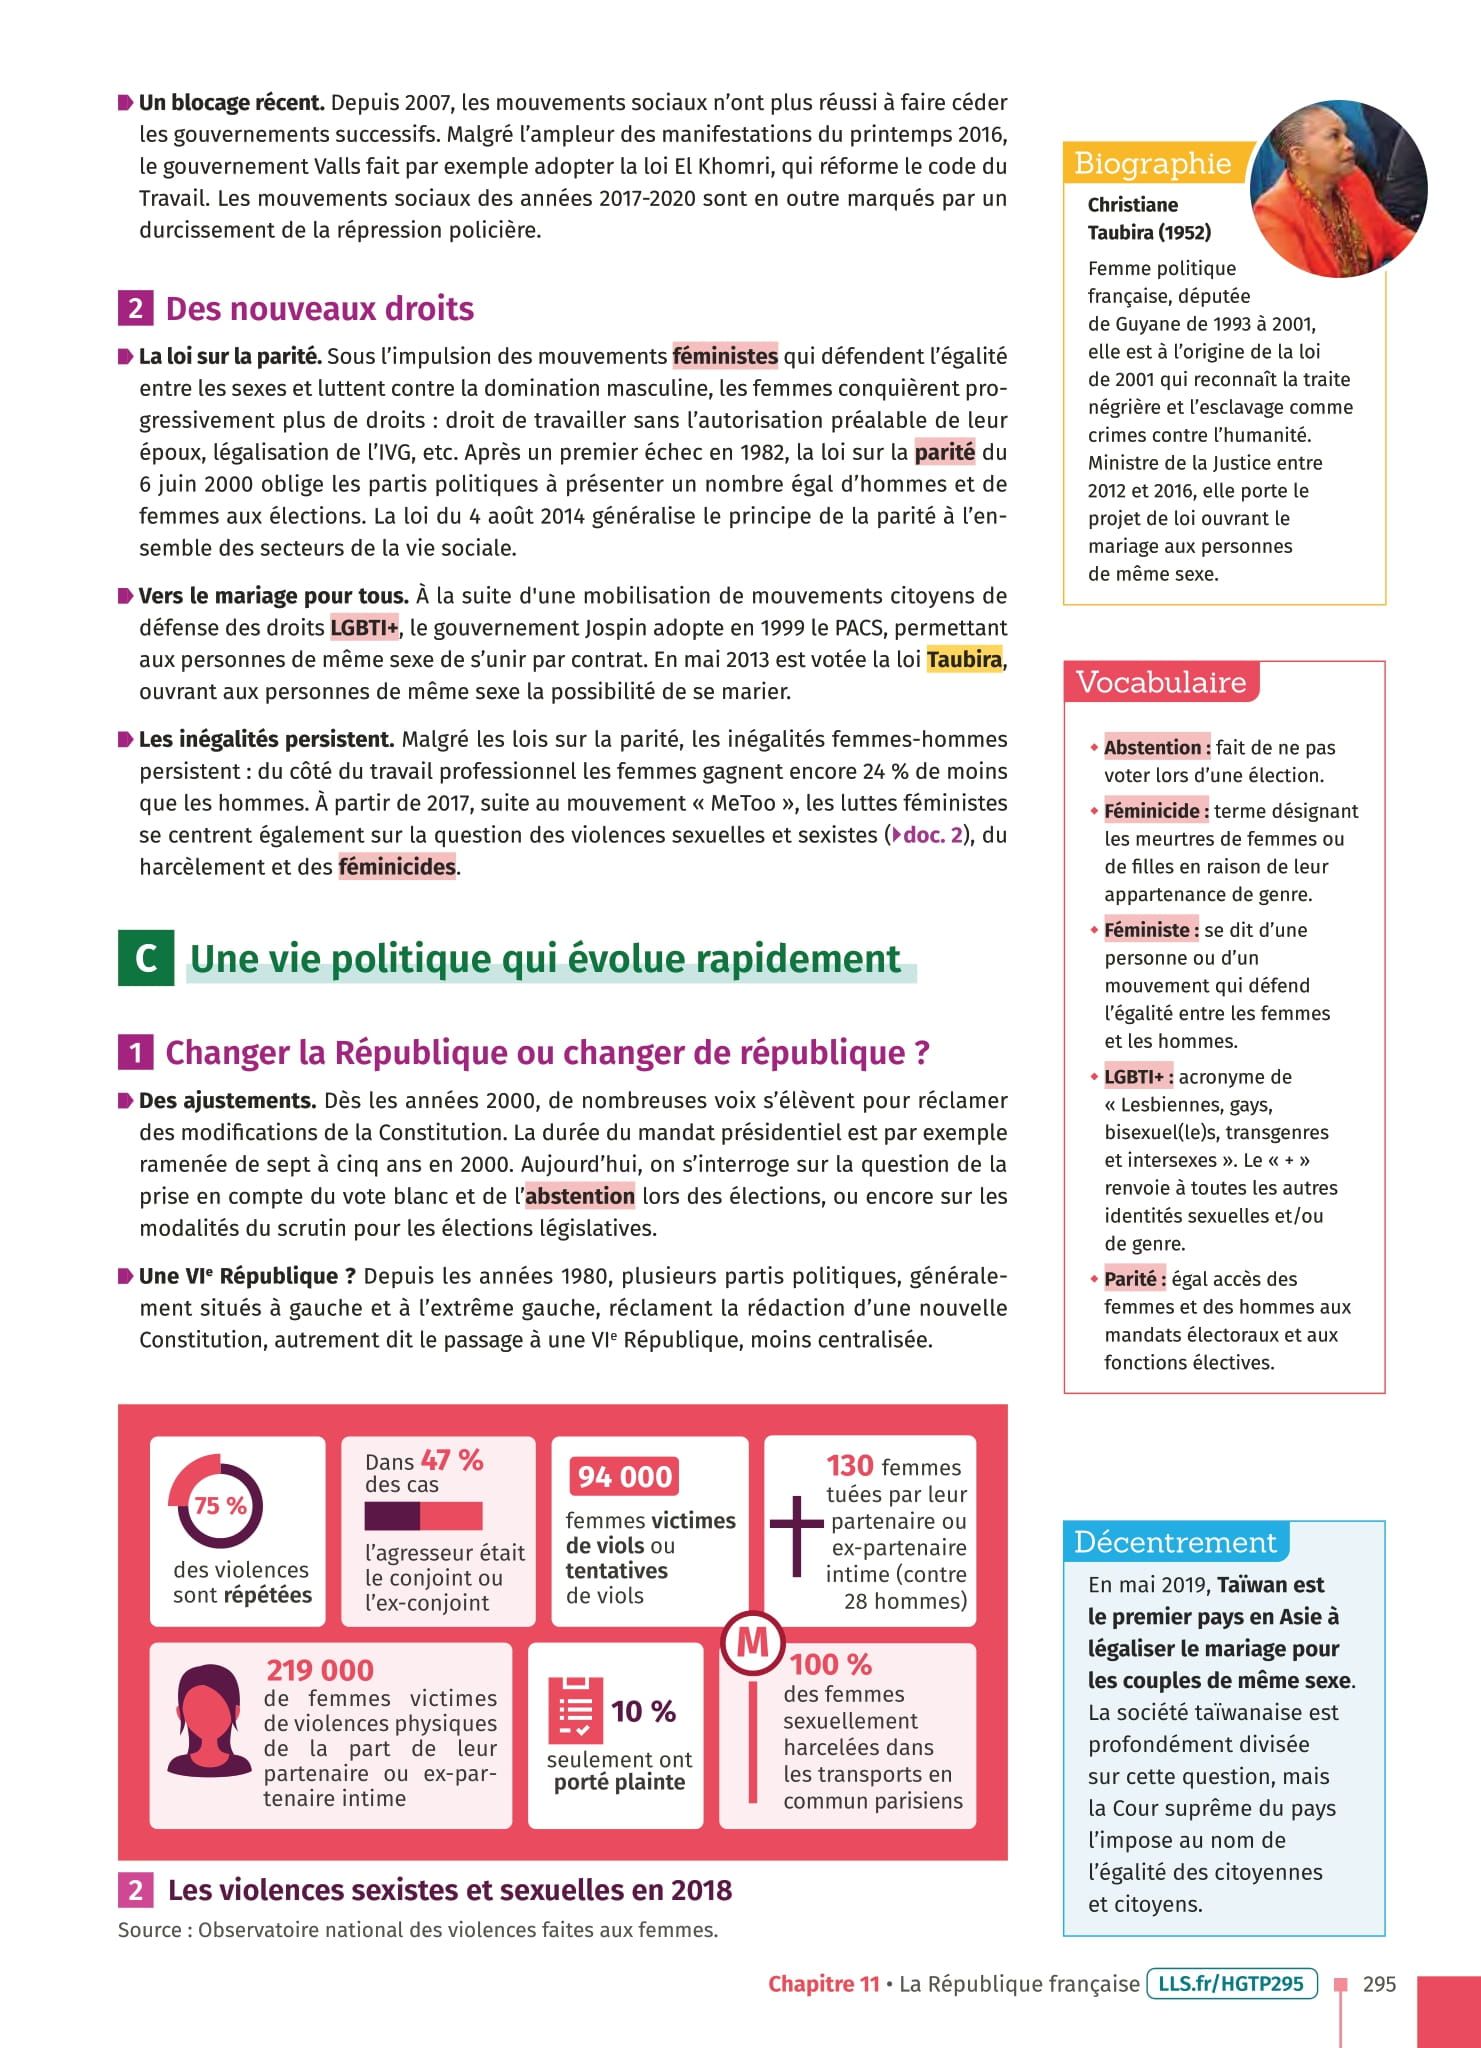 Un blocage récent. Depuis 2007, les mouvements sociaux n’ont plus réussi à faire céder
les gouvernements successifs. Malgré l’ampleur des manifestations du printemps 2016,
le gouvernement Valls fait par exemple adopter la loi El Khomri, qui réforme le code du
Travail. Les mouvements sociaux des années 2017-2020 sont en outre marqués par un
durcissement de la répression policière.
2 Des nouveaux droits
La loi sur la parité. Sous l’impulsion des mouvements féministes qui défendent l’égalité
entre les sexes et luttent contre la domination masculine, les femmes conquièrent pro-
gressivement plus de droits : droit de travailler sans l’autorisation préalable de leur
époux, légalisation de l’IVG, etc. Après un premier échec en 1982, la loi sur la parité du
6 juin 2000 oblige les partis politiques à présenter un nombre égal d’hommes et de
femmes aux élections. La loi du 4 août 2014 généralise le principe de la parité à l’en-
semble des secteurs de la vie sociale.
Vers le mariage pour tous. À la suite d'une mobilisation de mouvements citoyens de
défense des droits LGBTI+, le gouvernement Jospin adopte en 1999 le PACS, permettant
aux personnes de même sexe de s’unir par contrat. En mai 2013 est votée la loi Taubira,
ouvrant aux personnes de même sexe la possibilité de se marier.
Les inégalités persistent. Malgré les lois sur la parité, les inégalités femmes-hommes
persistent : du côté du travail professionnel les femmes gagnent encore 24 % de moins
que les hommes. À partir de 2017, suite au mouvement « MeToo », les luttes féministes
se centrent également sur la question des violences sexuelles et sexistes (doc. 2), du
harcèlement et des féminicides.
C Une vie politique qui évolue rapidement
1 Changer la République ou changer de république ?
Des ajustements. Dès les années 2000, de nombreuses voix s’élèvent pour réclamer
des modifications de la Constitution. La durée du mandat présidentiel est par exemple
ramenée de sept à cinq ans en 2000. Aujourd’hui, on s’interroge sur la question de la
prise en compte du vote blanc et de l’abstention lors des élections, ou encore sur les
modalités du scrutin pour les élections législatives.
Une VIe République ? Depuis les années 1980, plusieurs partis politiques, générale-
ment situés à gauche et à l’extrême gauche, réclament la rédaction d’une nouvelle
Constitution, autrement dit le passage à une VIe République, moins centralisée.
75 %
des violences
sont répétées
Dans 47 %
des cas
l’agresseur était
le conjoint ou
l’ex-conjoint
94 000
femmes victimes
de viols ou
tentatives
de viols
130 femmes
tuées par leur
partenaire ou
ex-partenaire
intime (contre
28 hommes)
219 000
de femmes victimes
de violences physiques
de la part de leur
partenaire ou ex-par-
tenaire intime
10 %
seulement ont
porté plainte
M
100 %
des femmes
sexuellement
harcelées dans
les transports en
commun parisiens
2 Les violences sexistes et sexuelles en 2018
Source : Observatoire national des violences faites aux femmes.
Biographie
Christiane
Taubira (1952)
Femme politique
française, députée
de Guyane de 1993 à 2001,
elle est à l’origine de la loi
de 2001 qui reconnaît la traite
négrière et l’esclavage comme
crimes contre l’humanité.
Ministre de la Justice entre
2012 et 2016, elle porte le
projet de loi ouvrant le
mariage aux personnes
de même sexe.
Vocabulaire
• Abstention : fait de ne pas
voter lors d’une élection.
• Féminicide : terme désignant
les meurtres de femmes ou
de filles en raison de leur
appartenance de genre.
• Féministe : se dit d’une
personne ou d’un
mouvement qui défend
l’égalité entre les femmes
et les hommes.
• LGBTI+ : acronyme de
« Lesbiennes, gays,
bisexuel(le)s, transgenres
et intersexes ». Le « + »
renvoie à toutes les autres
identités sexuelles et/ou
de genre.
• Parité : égal accès des
femmes et des hommes aux
mandats électoraux et aux
fonctions électives.
Décentrement
En mai 2019, Taïwan est
le premier pays en Asie à
légaliser le mariage pour
les couples de même sexe.
La société taïwanaise est
profondément divisée
sur cette question, mais
la Cour suprême du pays
l’impose au nom de
l’égalité des citoyennes
et citoyens.
Chapitre 11 • La République française LLS.fr/HGTP295 295